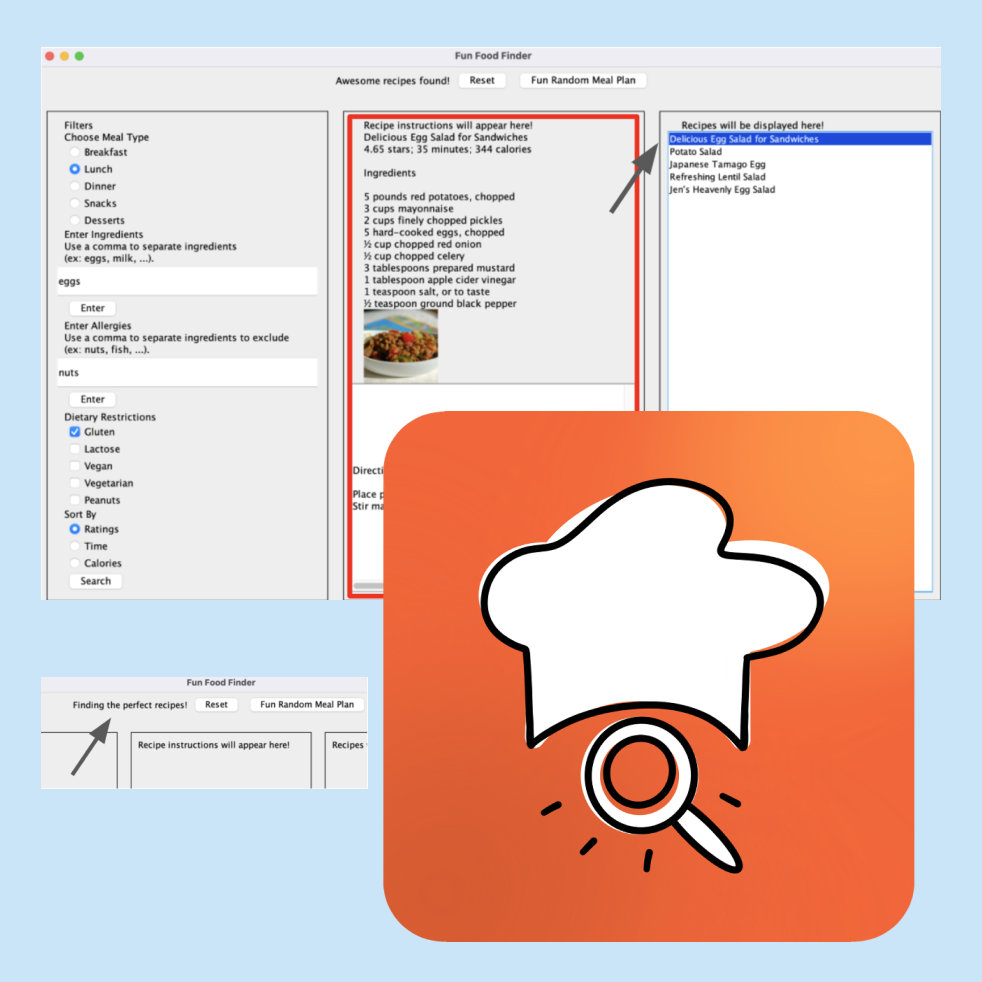 Fun Food Finder
Awesome recipes found! Reset Fun Random Meal Plan
Filters
Choose Meal Type
Breakfast
Lunch
Dinner
Snacks
Desserts
Enter Ingredients
Use a comma to separate ingredients
(ex: eggs, milk, ...).
eggs
Enter
Enter Allergies
Use a comma to separate ingredients to exclude
(ex: nuts, fish, ...).
nuts
Enter
Dietary Restrictions
Gluten
Lactose
Vegan
Vegetarian
Peanuts
Sort By
Ratings
Time
Calories
Search
Recipe instructions will appear here!
Delicious Egg Salad for Sandwiches
4.65 stars; 35 minutes; 344 calories
Ingredients
5 pounds red potatoes, chopped
3 cups mayonnaise
2 cups finely chopped pickles
5 hard-cooked eggs, chopped
½ cup chopped red onion
½ cup chopped celery
3 tablespoons prepared mustard
1 tablespoon apple cider vinegar
1 teaspoon salt, or to taste
½ teaspoon ground black pepper
Directi
Place p
Stir ma
Recipes will be displayed here!
Delicious Egg Salad for Sandwiches
Potato Salad
Japanese Tamago Egg
Refreshing Lentil Salad
Jen's Heavenly Egg Salad
Fun Food Finder
Finding the perfect recipes! Reset Fun Random Meal Plan
Recipe instructions will appear here!
Recipes